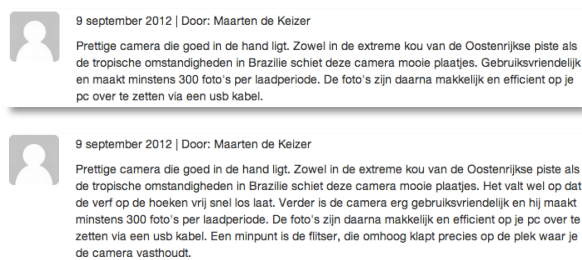 9 september 2012 | Door: Maarten de Keizer
Prettige camera die goed in de hand ligt. Zowel in de extreme kou van de Oostenrijkse piste als
de tropische omstandigheden in Brazilie schiet deze camera mooie plaatjes. Gebruiksvriendelijk
en maakt minstens 300 foto's per laadperiode. De foto's zijn daarna makkelijk en efficient op je
pc over te zetten via een usb kabel.
9 september 2012 | Door: Maarten de Keizer
Prettige camera die goed in de hand ligt. Zowel in de extreme kou van de Oostenrijkse piste als
de tropische omstandigheden in Brazilie schiet deze camera mooie plaatjes. Het valt wel op dat
de verf op de hoeken vrij snel los laat. Verder is de camera erg gebruiksvriendelijk en hij maakt
minstens 300 foto's per laadperiode. De foto's zijn daarna makkelijk en efficient op je pc over te
zetten via een usb kabel. Een minpunt is de flitser, die omhoog klapt precies op de plek waar je
de camera vasthoudt.